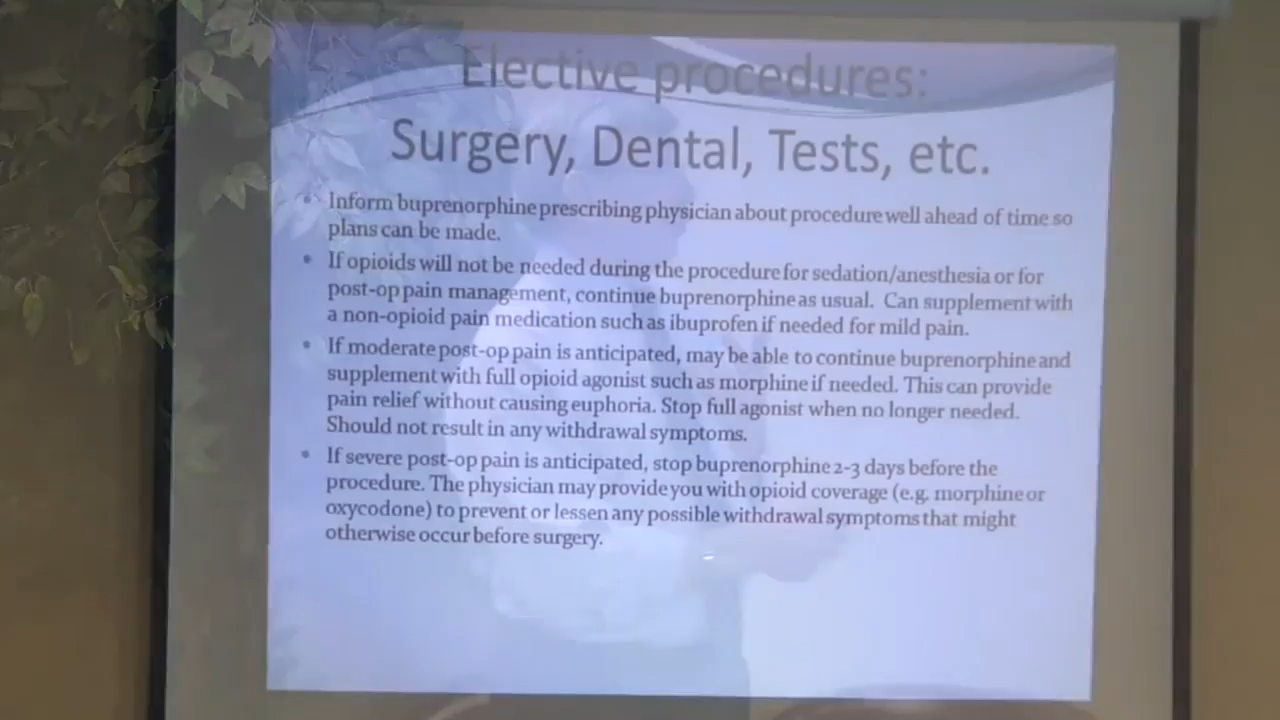 Elective procedures:
Surgery, Dental, Tests, etc.
• Inform buprenorphine prescribing physician about procedure well ahead of time so
plans can be made.
• If opioids will not be needed during the procedure for sedation/anesthesia or for
post-op pain management, continue buprenorphine as usual. Can supplement with
a non-opioid pain medication such as ibuprofen if needed for mild pain.
• If moderate post-op pain is anticipated, may be able to continue buprenorphine and
supplement with full opioid agonist such as morphine if needed. This can provide
pain relief without causing euphoria. Stop full agonist when no longer needed.
Should not result in any withdrawal symptoms.
• If severe post-op pain is anticipated, stop buprenorphine 2-3 days before the
procedure. The physician may provide you with opioid coverage (e.g. morphine or
oxycodone) to prevent or lessen any possible withdrawal symptoms that might
otherwise occur before surgery.